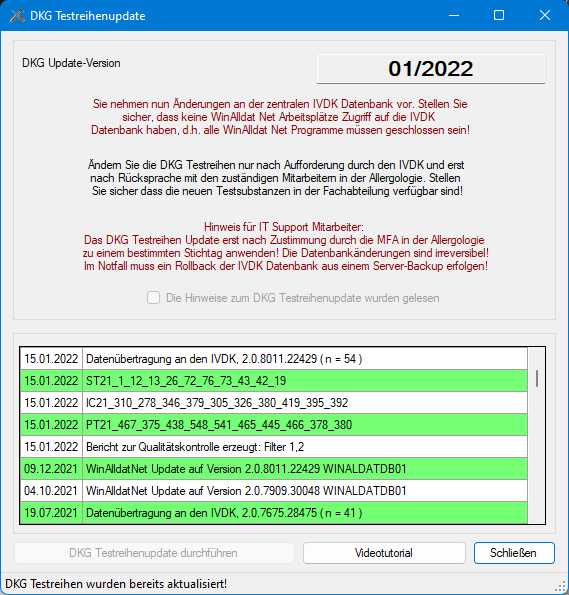 DKG Testreihenupdate
DKG Update-Version
01/2022
Sie nehmen nun Änderungen an der zentralen IVDK Datenbank vor. Stellen Sie
sicher, dass keine WinAlldat Net Arbeitsplätze Zugriff auf die IVDK
Datenbank haben, d.h. alle WinAlldat Net Programme müssen geschlossen sein!
Ändern Sie die DKG Testreihen nur nach Aufforderung durch den IVDK und erst
nach Rücksprache mit den zuständigen Mitarbeitern in der Allergologie. Stellen
Sie sicher dass die neuen Testsubstanzen in der Fachabteilung verfügbar sind!
Hinweis für IT Support Mitarbeiter:
Das DKG Testreihen Update erst nach Zustimmung durch die MFA in der Allergologie
zu einem bestimmten Stichtag anwenden! Die Datenbankänderungen sind irreversibel!
Im Notfall muss ein Rollback der IVDK Datenbank aus einem Server-Backup erfolgen!
Die Hinweise zum DKG Testreihenupdate wurden gelesen
15.01.2022 Datenübertragung an den IVDK, 2.0.8011.22429 ( n = 54 )
15.01.2022 ST21_1_12_13_26_72_76_73_43_42_19
15.01.2022 IC21_310_278_346_379_305_326_380_419_395_392
15.01.2022 PT21_467_375_438_548_541_465_445_466_378_380
15.01.2022 Bericht zur Qualitätskontrolle erzeugt: Filter 1,2
09.12.2021 WinAlldatNet Update auf Version 2.0.8011.22429 WINALDATDB01
04.10.2021 WinAlldatNet Update auf Version 2.0.7909.30048 WINALDATDB01
19.07.2021 Datenübertragung an den IVDK, 2.0.7675.28475 ( n = 41 )
DKG Testreihenupdate durchführen
Videotutorial
Schließen
DKG Testreihen wurden bereits aktualisiert!